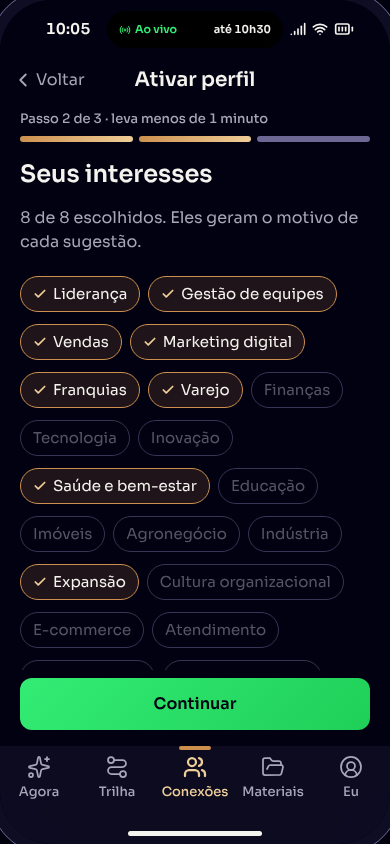 10:05
Ao vivo
até 10h30
Voltar
Ativar perfil
Passo 2 de 3 · leva menos de 1 minuto
Seus interesses
8 de 8 escolhidos. Eles geram o motivo de
cada sugestão.
Liderança
Gestão de equipes
Vendas
Marketing digital
Franquias
Varejo
Finanças
Tecnologia
Inovação
Saúde e bem-estar
Educação
Imóveis
Agronegócio
Indústria
Expansão
Cultura organizacional
E-commerce
Atendimento
Continuar
Agora
Trilha
Conexões
Materiais
Eu